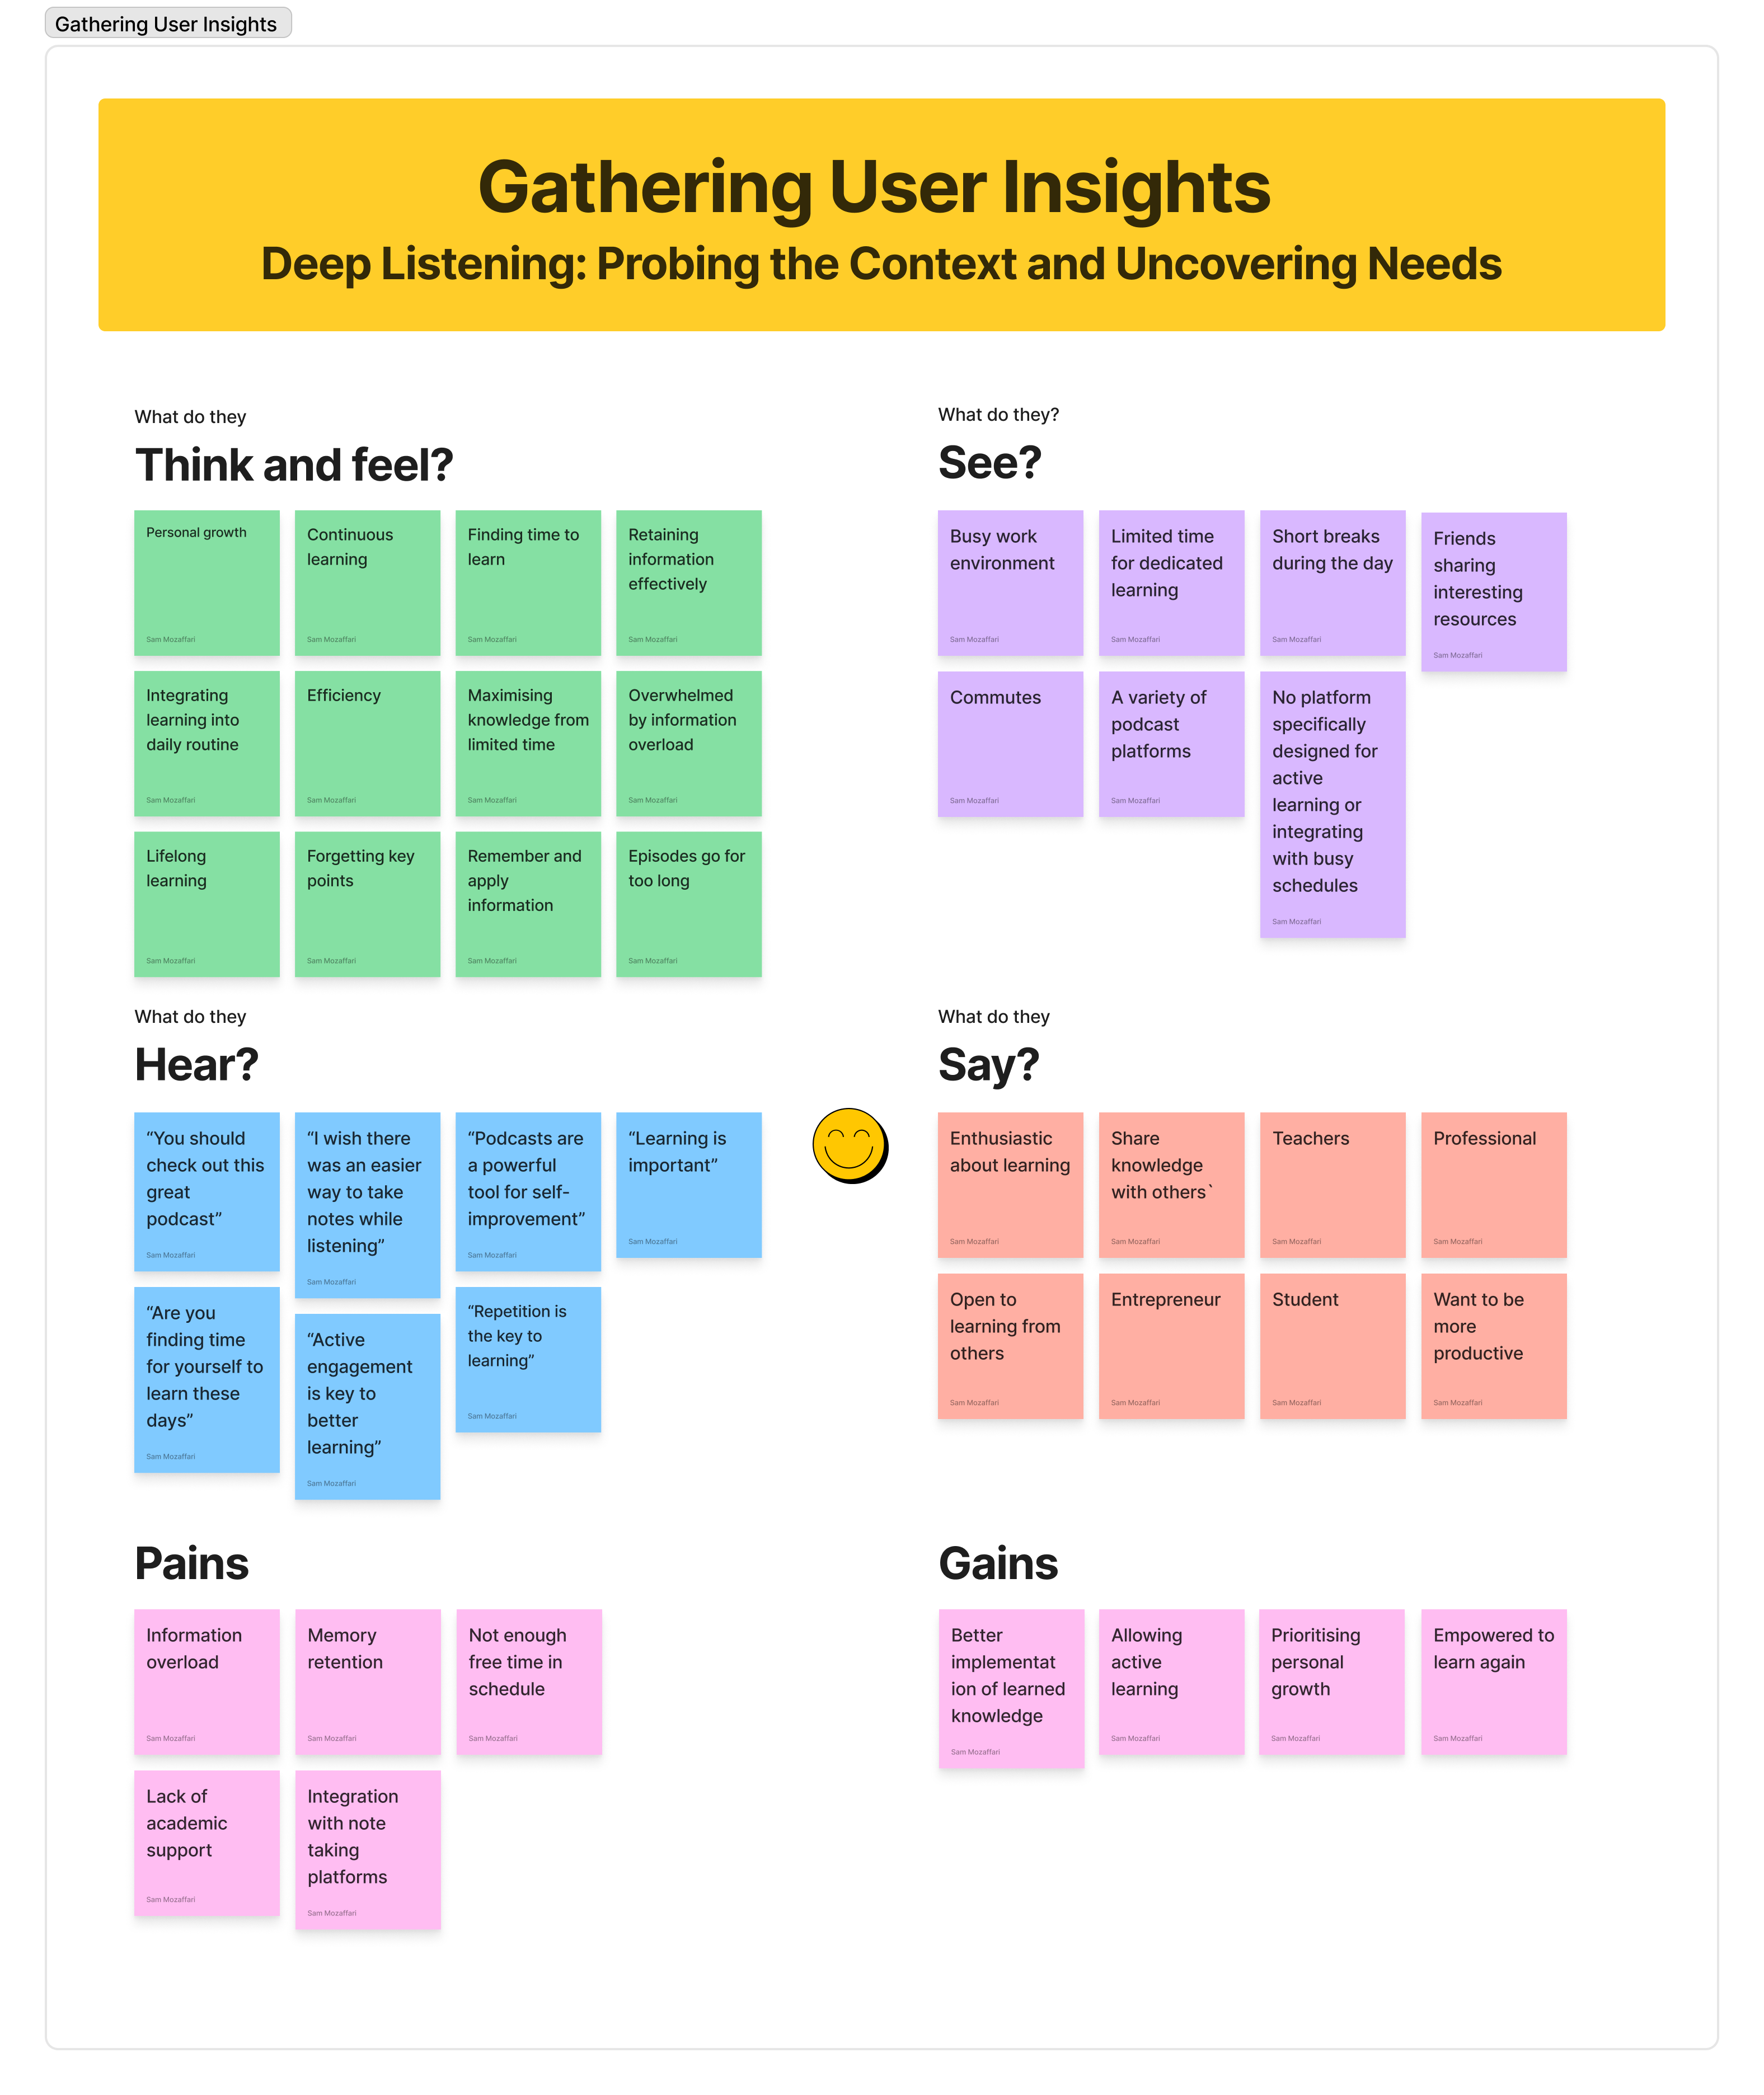 Gathering User Insights
Gathering User Insights
Deep Listening: Probing the Context and Uncovering Needs
What do they
Think and feel?
Personal growth
Sam Mozaffari
Continuous
learning
Sam Mozaffari
Finding time to
learn
Sam Mozaffari
Retaining
information
effectively
Sam Mozaffari
Integrating
learning into
daily routine
Sam Mozaffari
Efficiency
Sam Mozaffari
Maximising
knowledge from
limited time
Sam Mozaffari
Overwhelmed
by information
overload
Sam Mozaffari
Lifelong
learning
Sam Mozaffari
Forgetting key
points
Sam Mozaffari
Remember and
apply
information
Sam Mozaffari
Episodes go for
too long
Sam Mozaffari
What do they?
See?
Busy work
environment
Sam Mozaffari
Limited time
for dedicated
learning
Sam Mozaffari
Short breaks
during the day
Sam Mozaffari
Friends
sharing
interesting
resources
Sam Mozaffari
Commutes
Sam Mozaffari
A variety of
podcast
platforms
Sam Mozaffari
No platform
specifically
designed for
active
learning or
integrating
with busy
schedules
Sam Mozaffari
What do they
Hear?
“You should
check out this
great
podcast”
Sam Mozaffari
“I wish there
was an easier
way to take
notes while
listening”
Sam Mozaffari
“Podcasts are
a powerful
tool for self-
improvement”
Sam Mozaffari
“Learning is
important”
Sam Mozaffari
“Are you
finding time
for yourself to
learn these
days”
Sam Mozaffari
“Active
engagement
is key to
better
learning”
Sam Mozaffari
“Repetition is
the key to
learning”
Sam Mozaffari
What do they
Say?
Enthusiastic
about learning
Sam Mozaffari
Share
knowledge
with others`
Sam Mozaffari
Teachers
Sam Mozaffari
Professional
Sam Mozaffari
Open to
learning from
others
Sam Mozaffari
Entrepreneur
Sam Mozaffari
Student
Sam Mozaffari
Want to be
more
productive
Sam Mozaffari
Pains
Information
overload
Sam Mozaffari
Memory
retention
Sam Mozaffari
Not enough
free time in
schedule
Sam Mozaffari
Lack of
academic
support
Sam Mozaffari
Integration
with note
taking
platforms
Sam Mozaffari
Gains
Better
implementat
ion of learned
knowledge
Sam Mozaffari
Allowing
active
learning
Sam Mozaffari
Prioritising
personal
growth
Sam Mozaffari
Empowered to
learn again
Sam Mozaffari